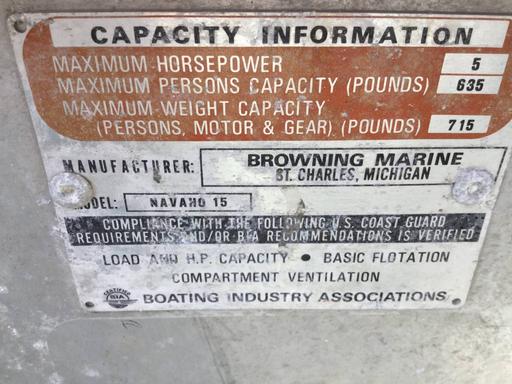 CAPACITY INFORMATION
MAXIMUM HORSEPOWER 5
MAXIMUM PERSONS CAPACITY (POUNDS) 635
MAXIMUM WEIGHT CAPACITY
(PERSONS, MOTOR & GEAR) (POUNDS) 715
MANUFACTURER: BROWNING MARINE
ST. CHARLES, MICHIGAN
MODEL: NAVAHO 15
COMPLIANCE WITH THE FOLLOWING U.S. COAST GUARD
REQUIREMENTS AND/OR BIA RECOMMENDATIONS IS VERIFIED
LOAD AND H.P. CAPACITY • BASIC FLOTATION
COMPARTMENT VENTILATION
CERTIFIED
BIA
BOATING INDUSTRY ASSOCIATIONS